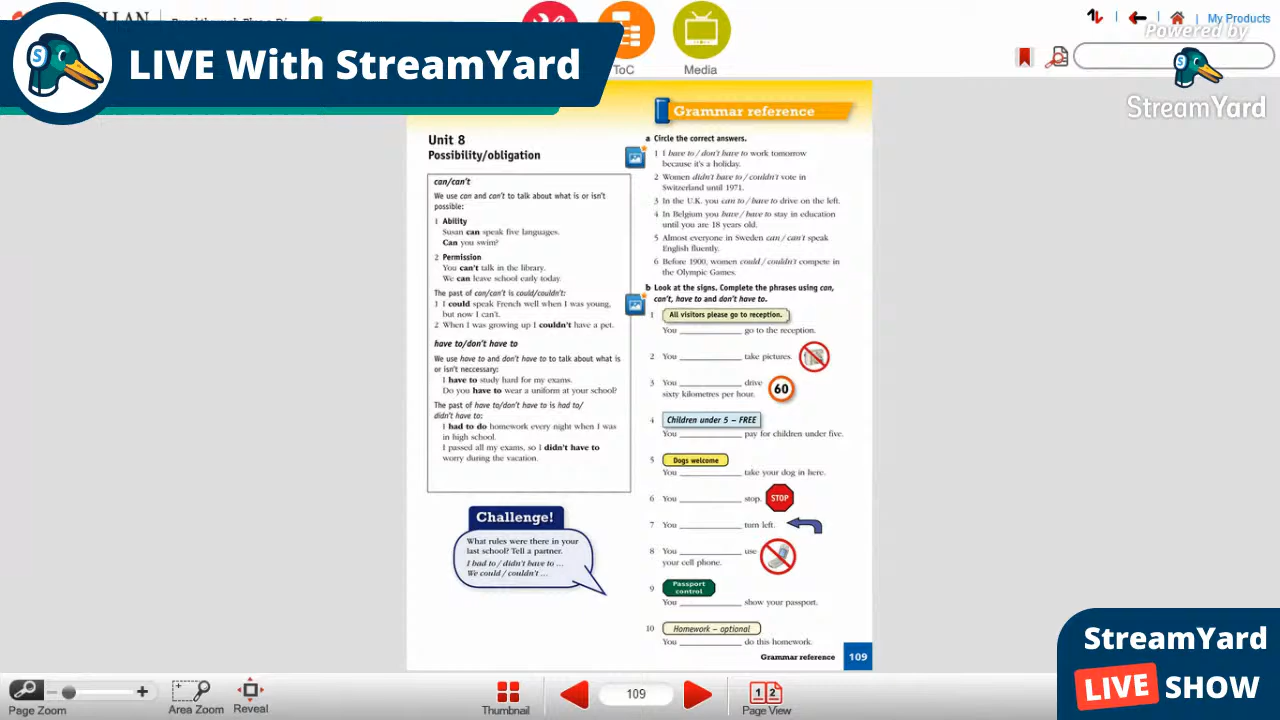 LIVE With StreamYard
ToC
Media
My Products
Powered by
StreamYard
Grammar reference
Unit 8
Possibility/obligation
can/can't
We use can and can't to talk about what is or isn't
possible:
1 Ability
Susan can speak five languages.
Can you swim?
2 Permission
You can't talk in the library.
We can leave school early today.
The past of can/can't is could/couldn't:
1 I could speak French well when I was young,
but now I can't.
2 When I was growing up I couldn't have a pet.
have to/don't have to
We use have to and don't have to to talk about what is
or isn't neccessary:
I have to study hard for my exams.
Do you have to wear a uniform at your school?
The past of have to/don't have to is had to/
didn't have to:
I had to do homework every night when I was
in high school.
I passed all my exams, so I didn't have to
worry during the vacation.
Challenge!
What rules were there in your
last school? Tell a partner.
I had to / didn't have to ...
We could / couldn't ...
a Circle the correct answers.
1 I have to / don't have to work tomorrow
because it's a holiday.
2 Women didn't have to / couldn't vote in
Switzerland until 1971.
3 In the U.K. you can to / have to drive on the left.
4 In Belgium you have / have to stay in education
until you are 18 years old.
5 Almost everyone in Sweden can / can't speak
English fluently.
6 Before 1900, women could / couldn't compete in
the Olympic Games.
b Look at the signs. Complete the phrases using can,
can't, have to and don't have to.
1 All visitors please go to reception.
You ____________ go to the reception.
2 You ____________ take pictures.
3 You ____________ drive
sixty kilometres per hour.
60
4 Children under 5 – FREE
You ____________ pay for children under five.
5 Dogs welcome
You ____________ take your dog in here.
6 You ____________ stop. STOP
7 You ____________ turn left.
8 You ____________ use
your cell phone.
9 Passport
control
You ____________ show your passport.
10 Homework – optional
You ____________ do this homework.
Grammar reference 109
Page Zoom
Area Zoom
Reveal
Thumbnail
109
1 2
Page View
StreamYard
LIVE SHOW